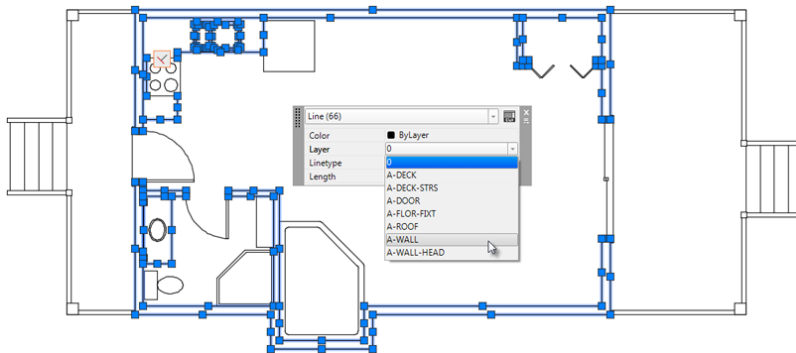 Line (66)
Color ByLayer
Layer 0
Linetype
Length
0
A-DECK
A-DECK-STRS
A-DOOR
A-FLOR-FIXT
A-ROOF
A-WALL
A-WALL-HEAD